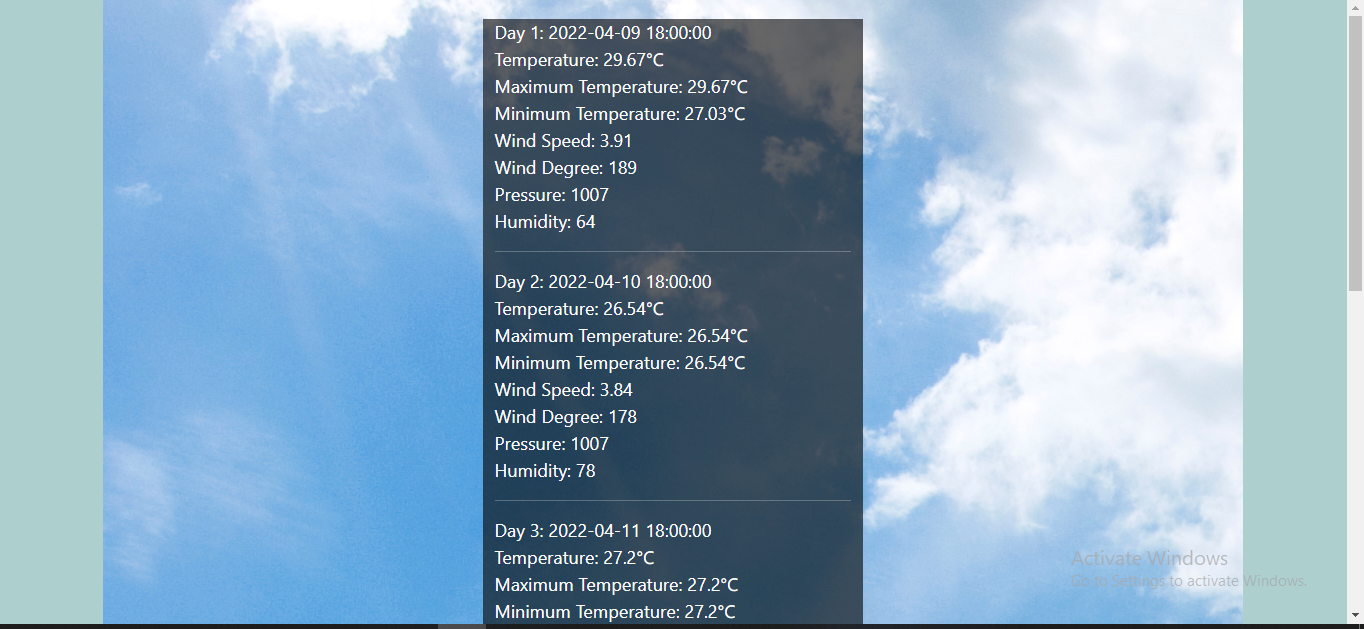 Day 1: 2022-04-09 18:00:00
Temperature: 29.67°C
Maximum Temperature: 29.67°C
Minimum Temperature: 27.03°C
Wind Speed: 3.91
Wind Degree: 189
Pressure: 1007
Humidity: 64
Day 2: 2022-04-10 18:00:00
Temperature: 26.54°C
Maximum Temperature: 26.54°C
Minimum Temperature: 26.54°C
Wind Speed: 3.84
Wind Degree: 178
Pressure: 1007
Humidity: 78
Day 3: 2022-04-11 18:00:00
Temperature: 27.2°C
Maximum Temperature: 27.2°C
Minimum Temperature: 27.2°C
Activate Windows
Go to Settings to activate Windows.